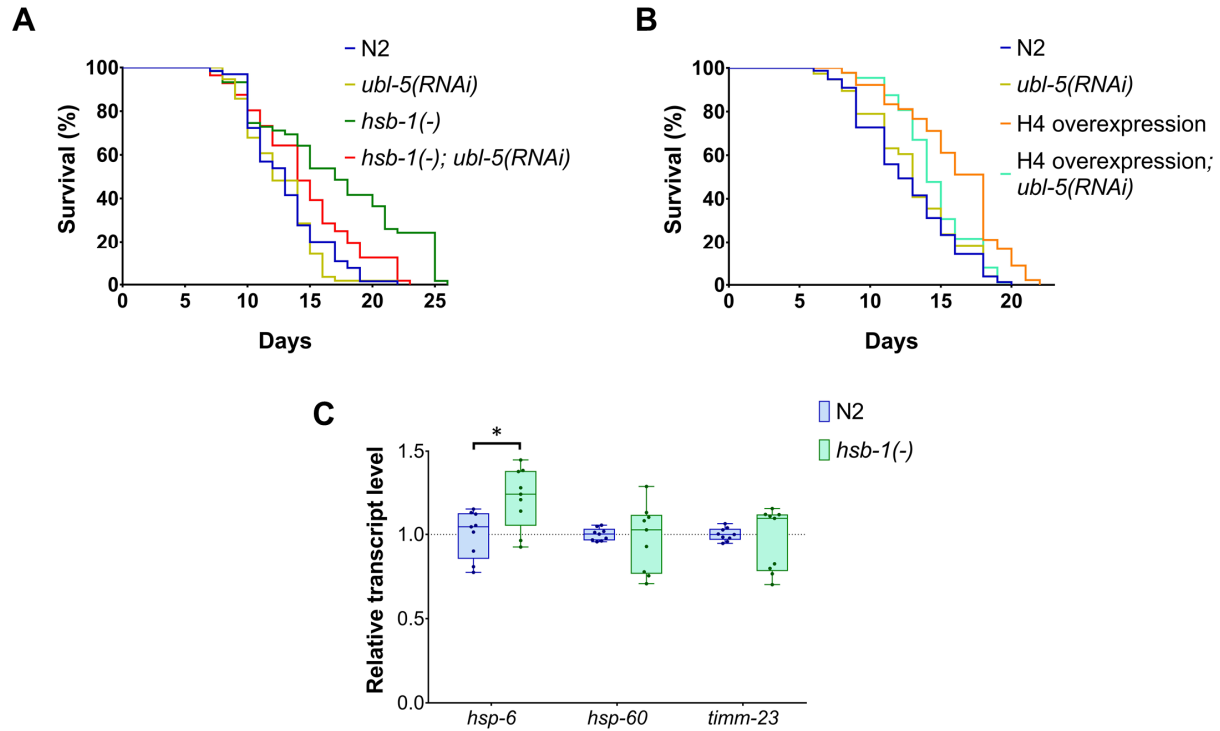 A
N2
ubl-5(RNAi)
hsb-1(-)
hsb-1(-); ubl-5(RNAi)
Survival (%)
100
80
60
40
20
0
0 5 10 15 20 25
Days
B
N2
ubl-5(RNAi)
H4 overexpression
H4 overexpression;
ubl-5(RNAi)
Survival (%)
100
80
60
40
20
0
0 5 10 15 20
Days
C
N2
hsb-1(-)
Relative transcript level
1.5
1.0
0.5
0.0
*
hsp-6 hsp-60 timm-23